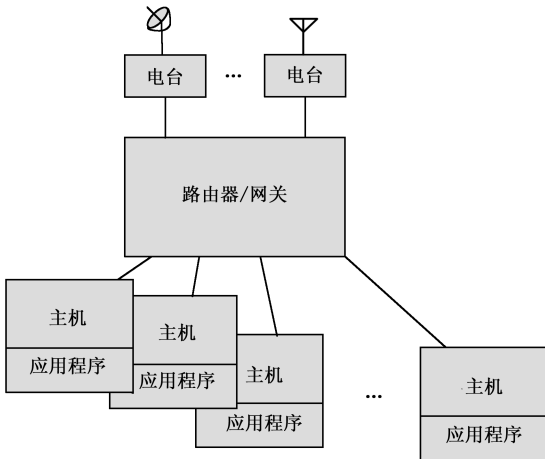 电台
...
电台
路由器/网关
主机
应用程序
主机
应用程序
主机
应用程序
...
主机
应用程序